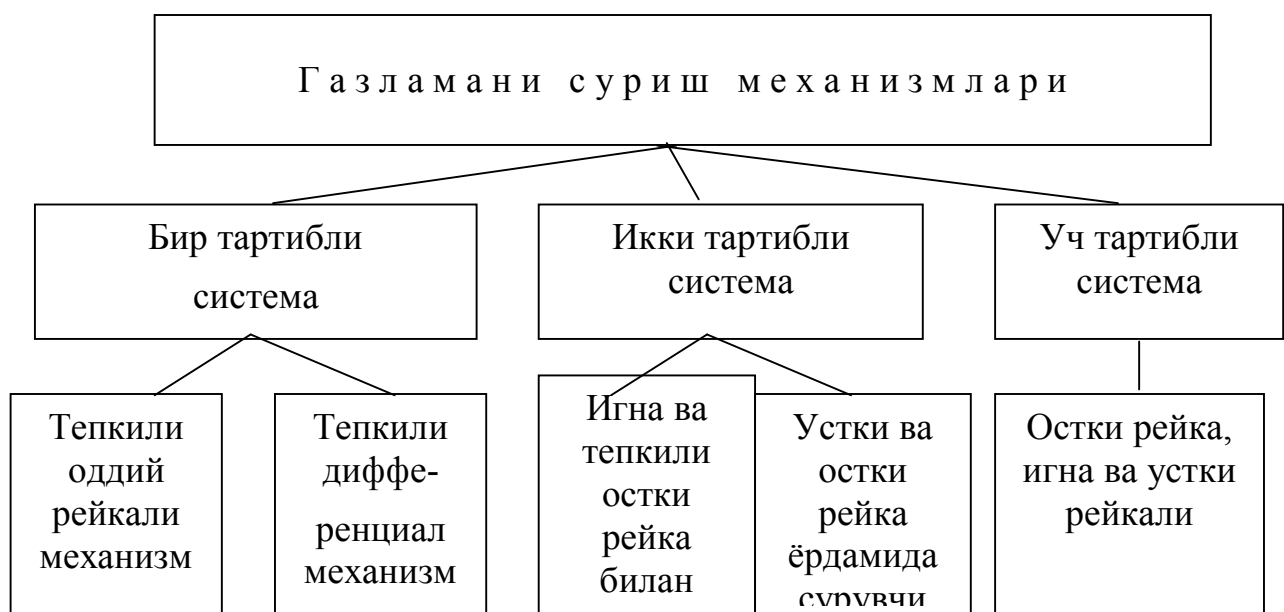 Газламани суриш механизмлари
Бир тартибли
система
Икки тартибли
система
Уч тартибли
система
Тепкили
оддий
рейкали
механизм
Тепкили
диффе-
ренциал
механизм
Игна ва
тепкили
остки
рейка
билан
Устки ва
остки
рейка
ёрдамида
сурувчи
Остки рейка,
игна ва устки
рейкали